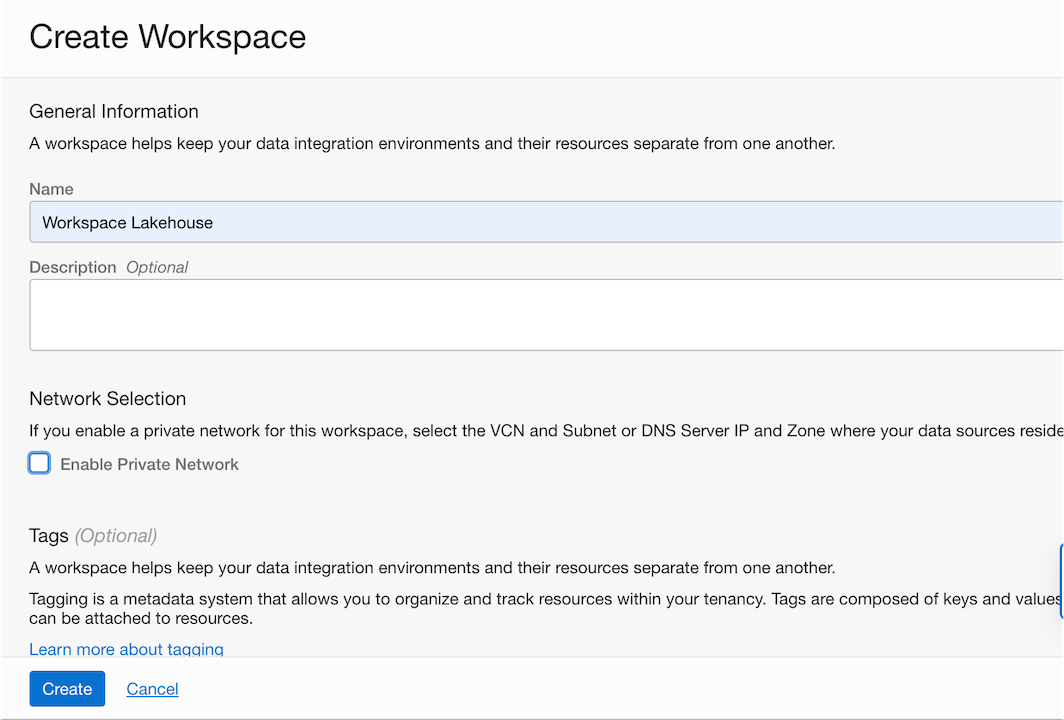 Create Workspace
General Information
A workspace helps keep your data integration environments and their resources separate from one another.
Name
Workspace Lakehouse
Description Optional
Network Selection
If you enable a private network for this workspace, select the VCN and Subnet or DNS Server IP and Zone where your data sources reside
Enable Private Network
Tags (Optional)
A workspace helps keep your data integration environments and their resources separate from one another.
Tagging is a metadata system that allows you to organize and track resources within your tenancy. Tags are composed of keys and values
can be attached to resources.
Learn more about tagging
Create Cancel